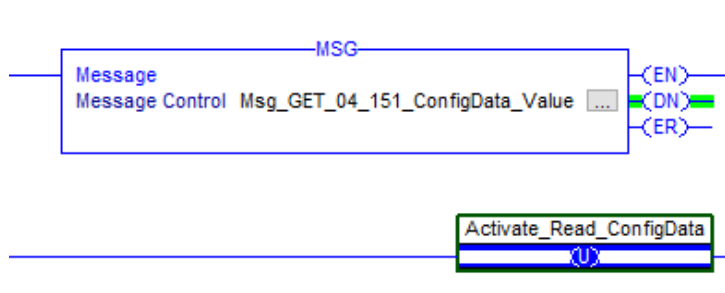 MSG
Message
(EN)
Message Control Msg_GET_04_151_ConfigData_Value ... (DN)
(ER)
Activate_Read_ConfigData
(U)